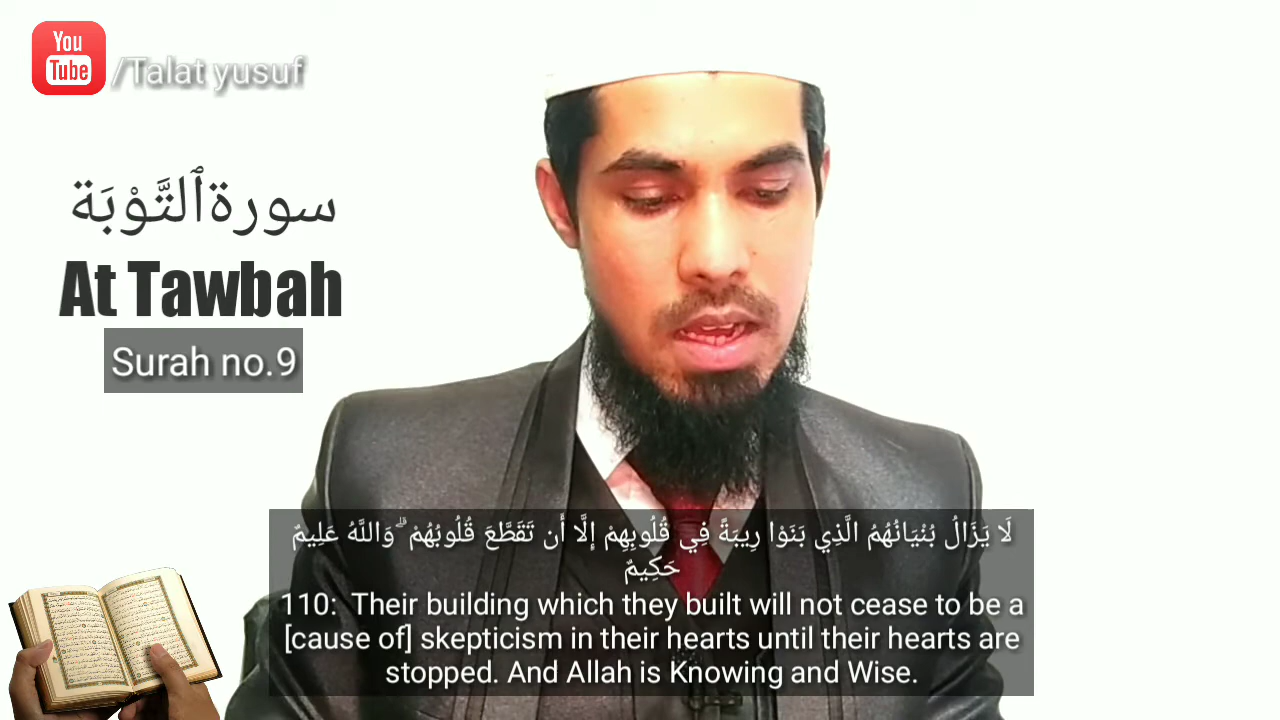 You
Tube
/Talat yusuf
سورة ٱلتَّوْبَة
At Tawbah
Surah no.9
لَا يَزَالُ بُنْيَانُهُمُ الَّذِي بَنَوْا رِيبَةً فِي قُلُوبِهِمْ إِلَّا أَن تَقَطَّعَ قُلُوبُهُمْ ۗ وَاللَّهُ عَلِيمٌ
حَكِيمٌ
110: Their building which they built will not cease to be a
[cause of] skepticism in their hearts until their hearts are
stopped. And Allah is Knowing and Wise.